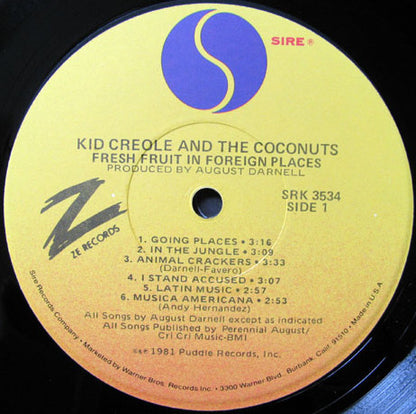 SIRE ®
KID CREOLE AND THE COCONUTS
FRESH FRUIT IN FOREIGN PLACES
PRODUCED BY AUGUST DARNELL
SRK 3534
SIDE 1
Z
ZE RECORDS
1. GOING PLACES • 3:16
2. IN THE JUNGLE • 3:09
3. ANIMAL CRACKERS • 3:33
(Darnell-Favero)
4. I STAND ACCUSED • 3:07
5. LATIN MUSIC • 2:57
6. MUSICA AMERICANA • 2:53
(Andy Hernandez)
All Songs by August Darnell except as indicated
All Songs Published by Perennial August/
Cri Cri Music-BMI
©℗ 1981 Puddle Records, Inc.
Sire Records Company • Marketed by Warner Bros. Records Inc. • 3300 Warner Blvd., Burbank, Calif. 91510 • Made in U.S.A.